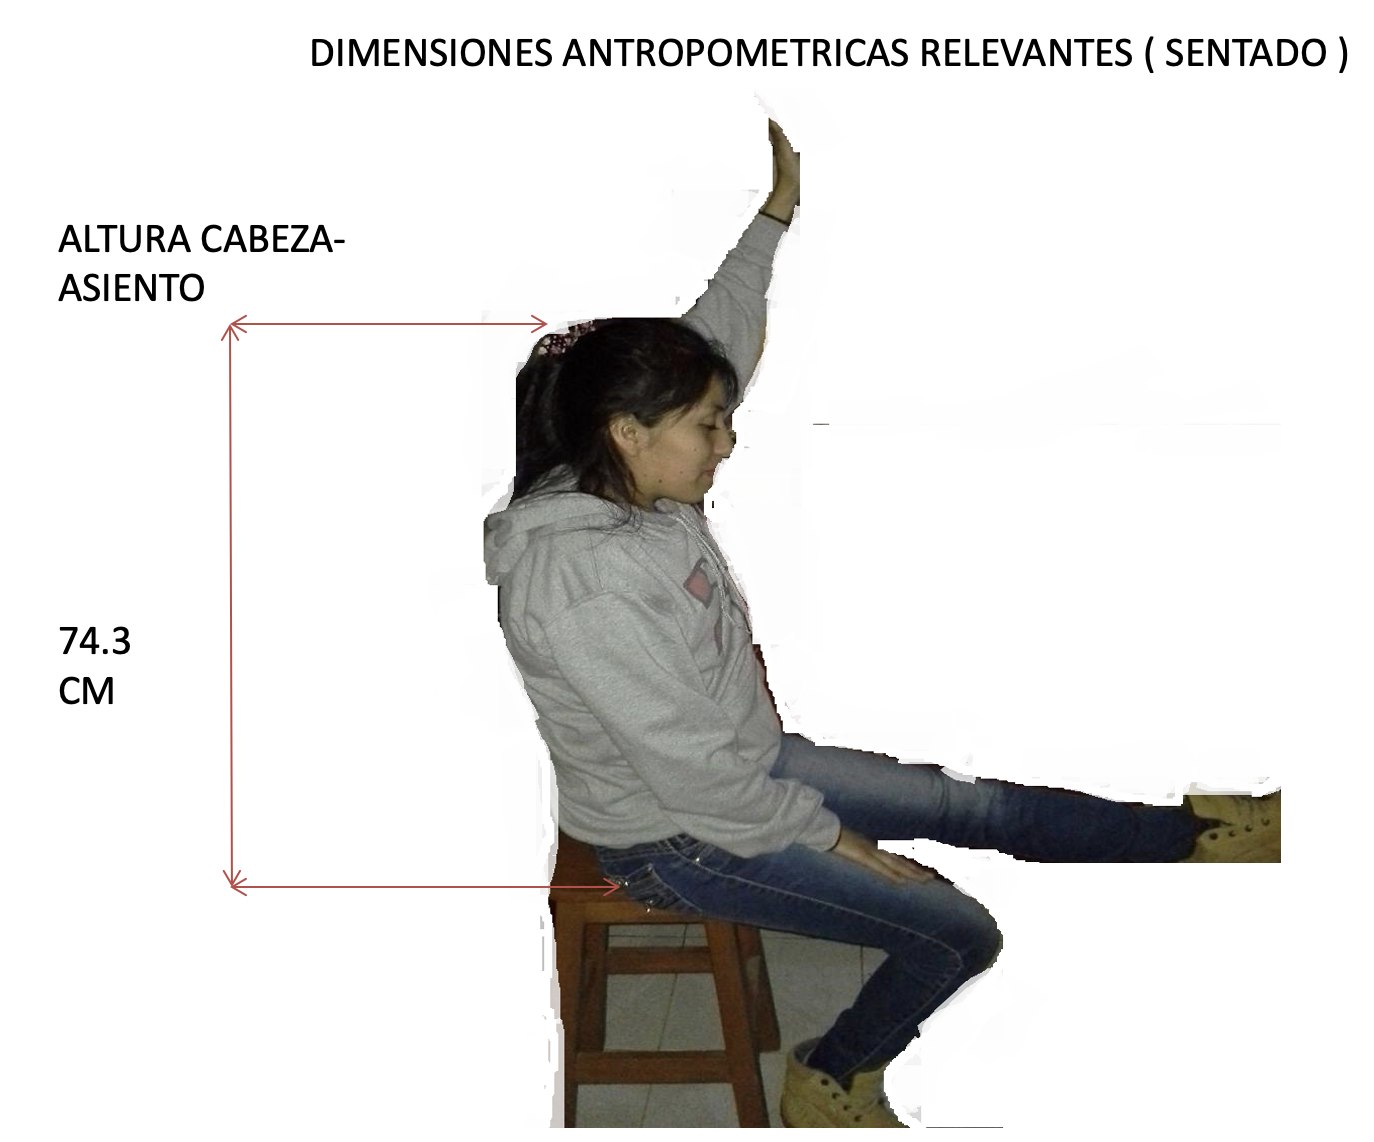 DIMENSIONES ANTROPOMETRICAS RELEVANTES ( SENTADO )
ALTURA CABEZA-
ASIENTO
74.3
CM